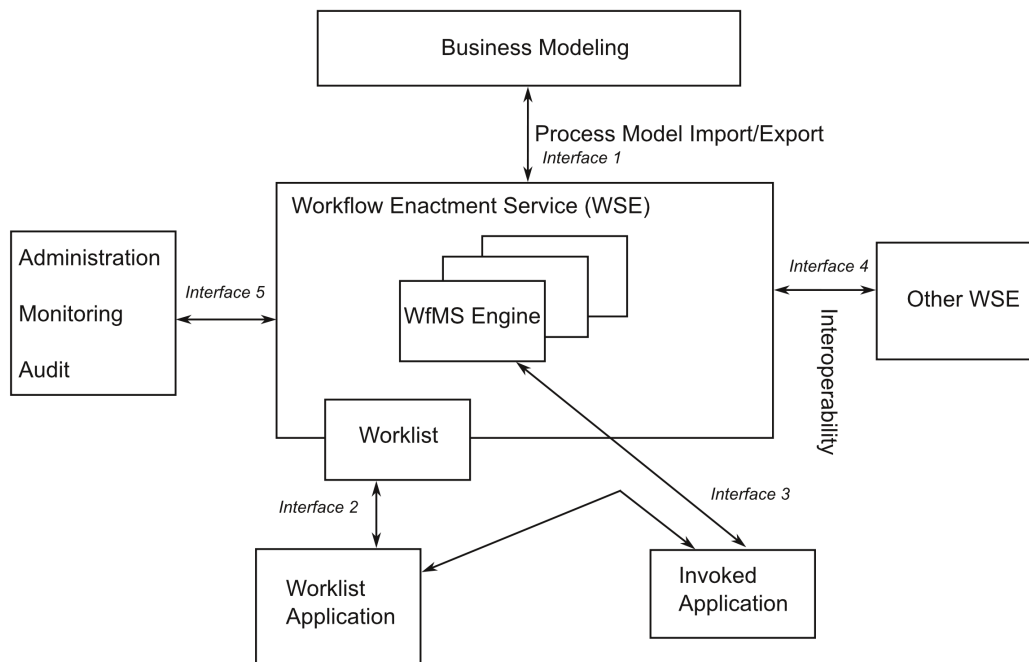 Business Modeling
Process Model Import/Export
Interface 1
Workflow Enactment Service (WSE)
Administration
Monitoring
Audit
Interface 5
WfMS Engine
Interface 4
Interoperability
Other WSE
Worklist
Interface 2
Interface 3
Worklist
Application
Invoked
Application